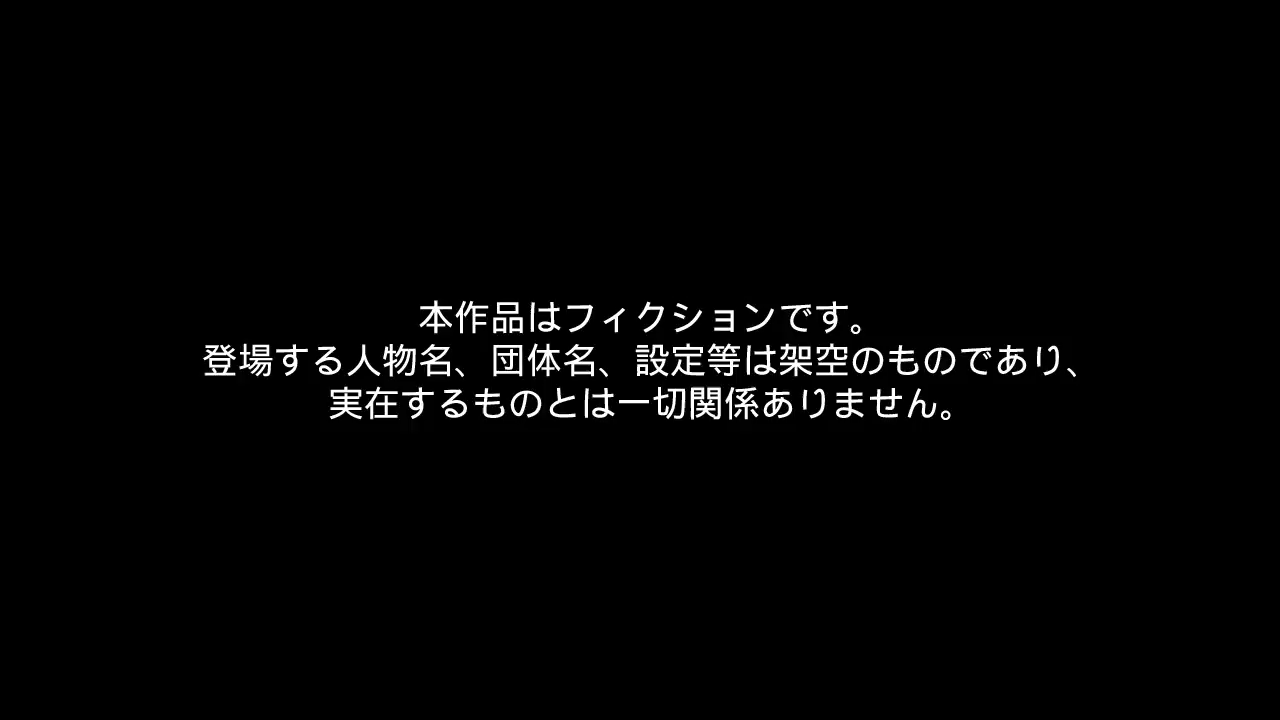 本作品はフィクションです。
登場する人物名、団体名、設定等は架空のものであり、
実在するものとは一切関係ありません。